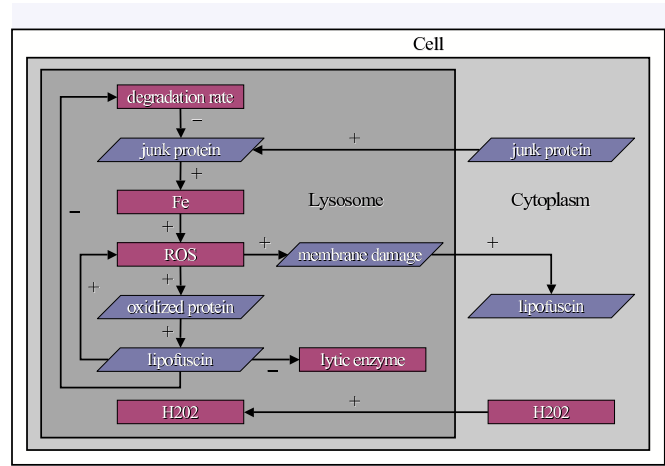 Cell
degradation rate
−
junk protein
+
junk protein
+
Fe
Lysosome
Cytoplasm
−
+
ROS
+
membrane damage
+
+
+
oxidized protein
lipofuscin
+
lipofuscin
−
lytic enzyme
H202
+
H202